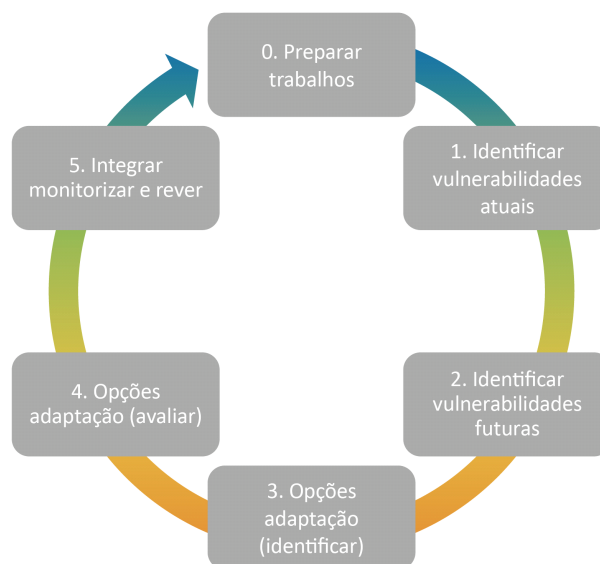 0. Preparar
trabalhos
1. Identificar
vulnerabilidades
atuais
2. Identificar
vulnerabilidades
futuras
3. Opções
adaptação
(identificar)
4. Opções
adaptação (avaliar)
5. Integrar
monitorizar e rever